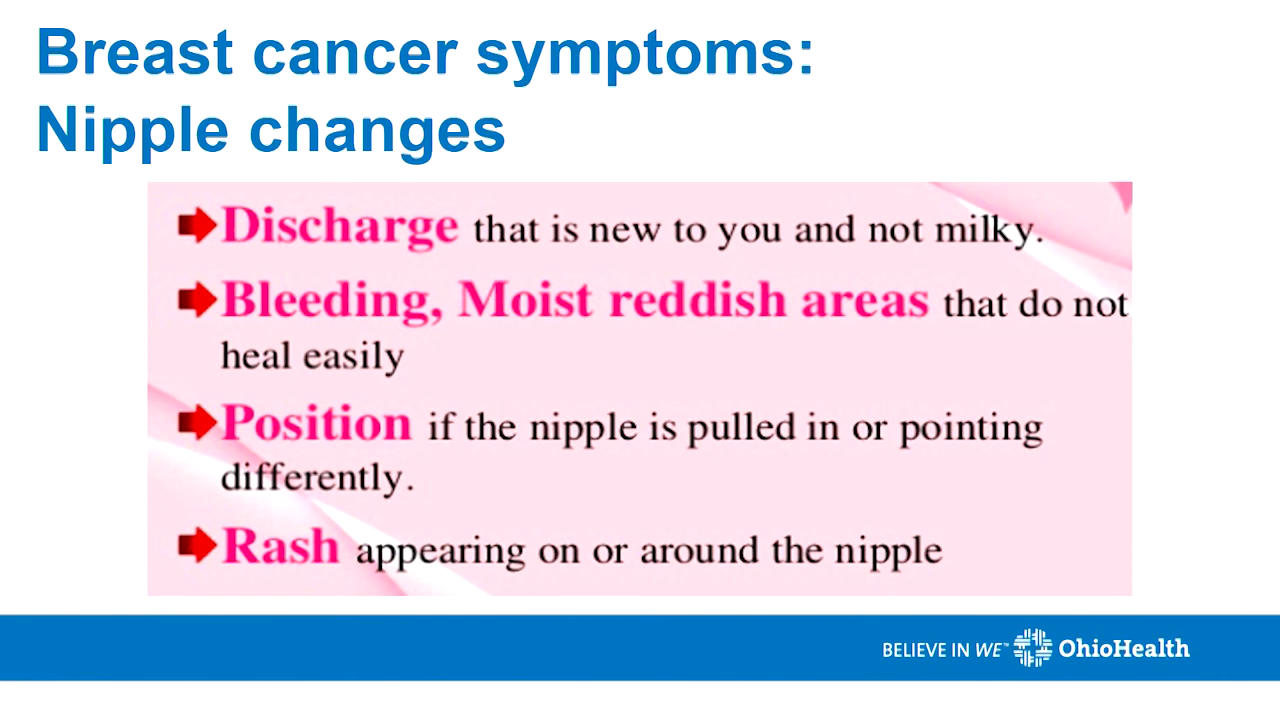 Breast cancer symptoms:
Nipple changes
Discharge that is new to you and not milky.
Bleeding, Moist reddish areas that do not
heal easily
Position if the nipple is pulled in or pointing
differently.
Rash appearing on or around the nipple
BELIEVE IN WE™ OhioHealth